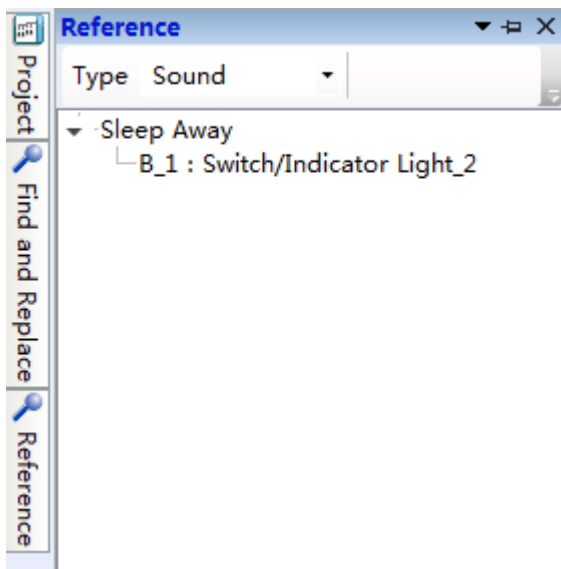 Reference
Type Sound
Sleep Away
B_1 : Switch/Indicator Light_2
Project
Find and Replace
Reference